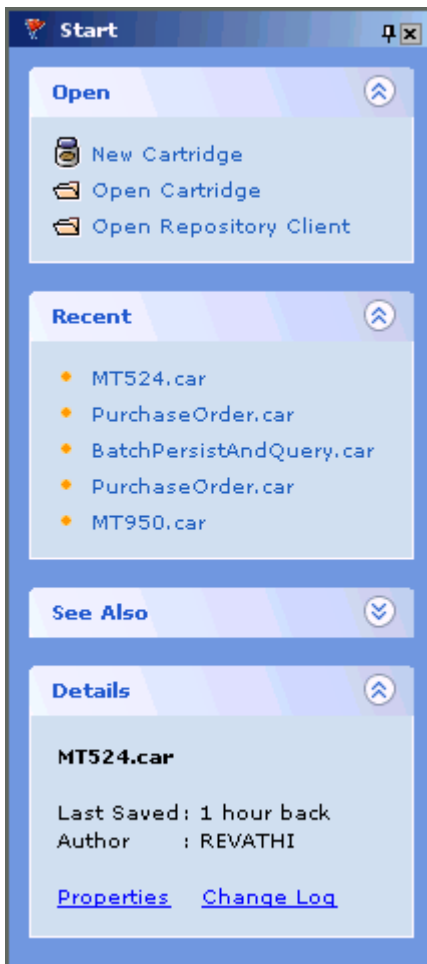 Start
Open
New Cartridge
Open Cartridge
Open Repository Client
Recent
MT524.car
PurchaseOrder.car
BatchPersistAndQuery.car
PurchaseOrder.car
MT950.car
See Also
Details
MT524.car
Last Saved: 1 hour back
Author : REVATHI
Properties Change Log